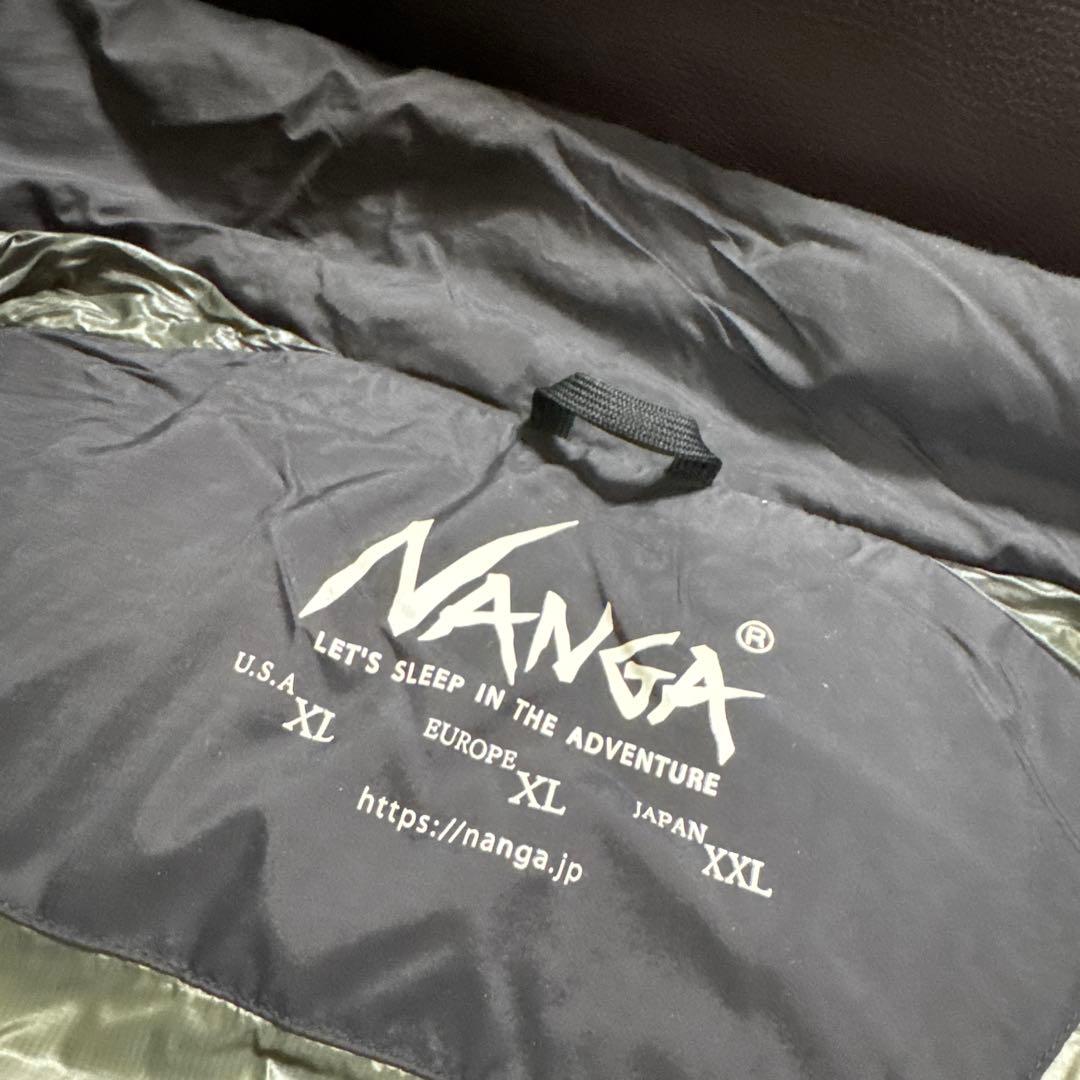 NANGA®
LET'S SLEEP IN THE ADVENTURE
U.S.A XL EUROPE XL JAPAN XXL
https://nanga.jp